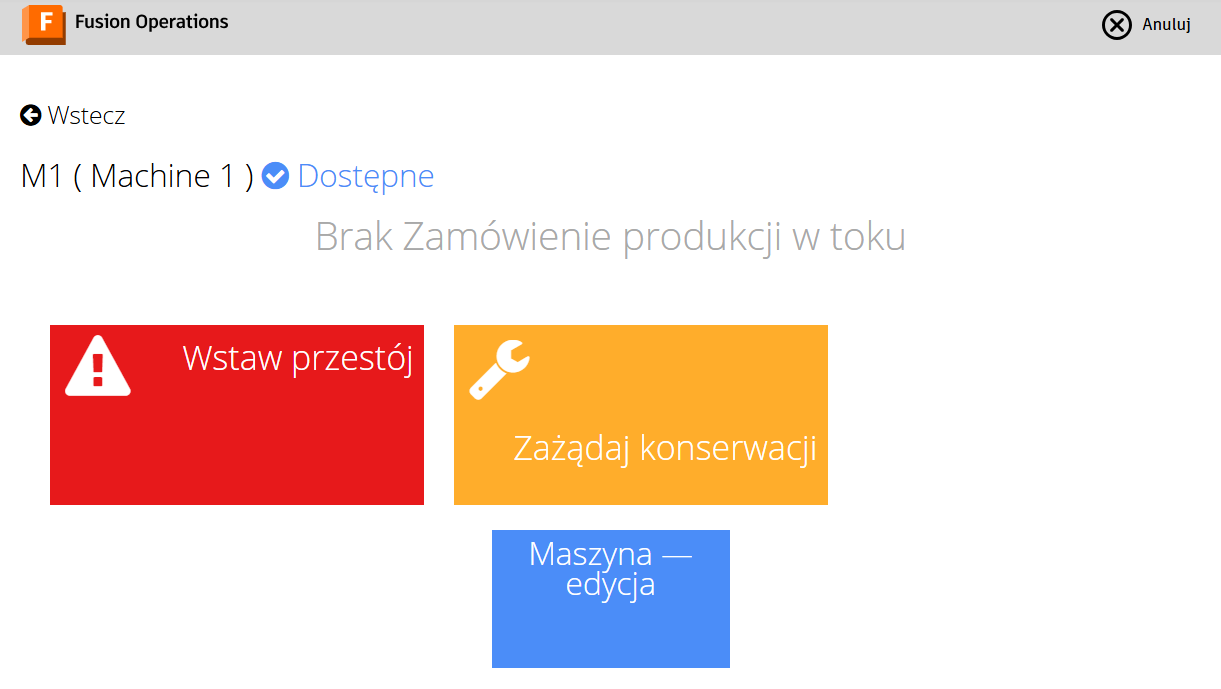 F Fusion Operations
Anuluj
Wstecz
M1 ( Machine 1 ) Dostępne
Brak Zamówienie produkcji w toku
Wstaw przestój
Zażądaj konserwacji
Maszyna —
edycja